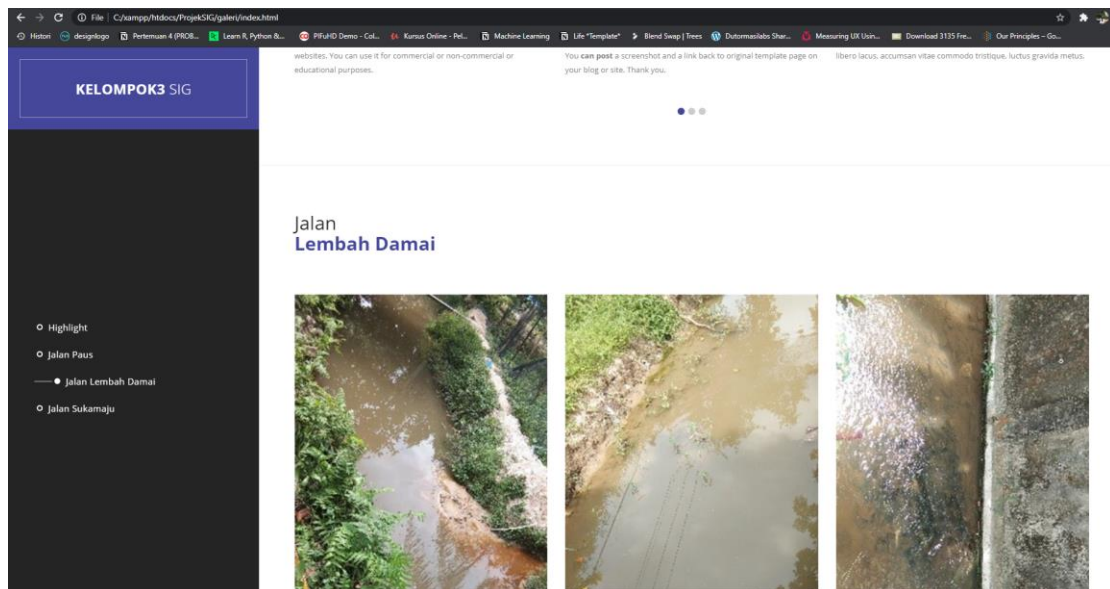 File | C:/xampp/htdocs/ProjekSIG/galeri/index.html
Histori designlogo Pertemuan 4 (PROB... Learn R, Python &... PIFuHD Demo - Col... Kursus Online - Pel... Machine Learning Life *Template* Blend Swap | Trees Dutormasilabs Shar... Measuring UX Usin... Download 3135 Fre... Our Principles – Go...
KELOMPOK3 SIG
Highlight
Jalan Paus
Jalan Lembah Damai
Jalan Sukamaju
websites. You can use it for commercial or non-commercial or
educational purposes.
You can post a screenshot and a link back to original template page on
your blog or site. Thank you.
libero lacus, accumsan vitae commodo tristique, luctus gravida metus.
Jalan
Lembah Damai